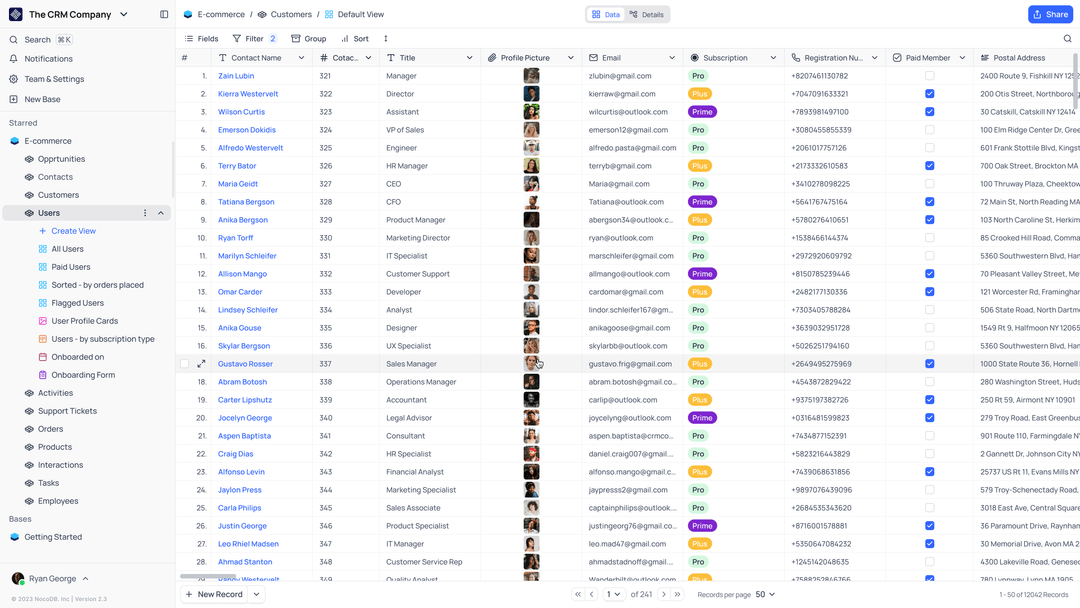 The CRM Company
Search ⌘ K
Notifications
Team & Settings
New Base
Starred
E-commerce
Opprtunities
Contacts
Customers
Users
Create View
All Users
Paid Users
Sorted - by orders placed
Flagged Users
User Profile Cards
Users - by subscription type
Onboarded on
Onboarding Form
Activities
Support Tickets
Orders
Products
Interactions
Tasks
Employees
Bases
Getting Started
Ryan George
© 2023 NocoDB, Inc | Version 2.3
E-commerce / Customers / Default View
Data Details
Share
Fields Filter 2 Group Sort
# Contact Name Cotac... Title Profile Picture Email Subscription Registration Nu... Paid Member Postal Address
1. Zain Lubin 321 Manager zlubin@gmail.com Pro +8207461130782 2400 Route 9, Fishkill NY
2. Kierra Westervelt 322 Director kierraw@gmail.com Plus +7047091633321 200 Otis Street, Northborou
3. Wilson Curtis 323 Assistant wilcurtis@outlook.com Prime +7893981497100 30 Catskill, Catskill NY 12414
4. Emerson Dokidis 324 VP of Sales emerson12@gmail.com Pro +3080455855339 100 Elm Ridge Center Dr, Gre
5. Alfredo Westervelt 325 Engineer alfredo.pasta@gmail.com Pro +2061017757126 601 Frank Stottile Blvd, Kings
6. Terry Bator 326 HR Manager terryb@gmail.com Plus +2173332610583 700 Oak Street, Brockton MA
7. Maria Geidt 327 CEO Maria@gmail.com Pro +3410278098225 100 Thruway Plaza, Cheektow
8. Tatiana Bergson 328 CFO Tatiana@outlook.com Prime +5641767475164 72 Main St, North Reading MA
9. Anika Bergson 329 Product Manager abergson34@outlook.c... Plus +5780276410651 103 North Caroline St, Herkim
10. Ryan Torff 330 Marketing Director ryan@outlook.com Pro +1538466144374 85 Crooked Hill Road, Comma
11. Marilyn Schleifer 331 IT Specialist marschleifer@gmail.com Pro +2972920609792 5360 Southwestern Blvd, Ham
12. Allison Mango 332 Customer Support allmango@outlook.com Prime +8150785239446 70 Pleasant Valley Street, Me
13. Omar Carder 333 Developer cardomar@gmail.com Plus +2482177130336 121 Worcester Rd, Framingham
14. Lindsey Schleifer 334 Analyst lindor.schleifer167@gm... Pro +7303405788284 506 State Road, North Dartm
15. Anika Gouse 335 Designer anikagoose@gmail.com Pro +3639032951728 1549 Rt 9, Halfmoon NY 12065
16. Skylar Bergson 336 UX Specialist skylarbb@outlook.com Pro +5026251794160 5360 Southwestern Blvd, Ham
Gustavo Rosser 337 Sales Manager gustavo.frig@gmail.com Plus +2649495275969 1000 State Route 36, Hornell
18. Abram Botosh 338 Operations Manager abram.botosh@gmail.c... Pro +4543872829422 280 Washington Street, Huds
19. Carter Lipshutz 339 Accountant carlip@outlook.com Plus +9375197382726 250 Rt 59, Airmont NY 10901
20. Jocelyn George 340 Legal Advisor joycelyng@outlook.com Prime +0316481599823 279 Troy Road, East Greenbus
21. Aspen Baptista 341 Consultant aspen.baptista@crmco... Pro +7434877152391 901 Route 110, Farmingdale N
22. Craig Dias 342 HR Specialist daniel.craig007@gmail.... Pro +5823216443829 2 Gannett Dr, Johnson City NY
23. Alfonso Levin 343 Financial Analyst alfonso.mango@gmail.c... Plus +7439068631856 25737 US Rt 11, Evans Mills NY
24. Jaylon Press 344 Marketing Specialist jaypresss2@gmail.com Pro +9897076439096 579 Troy-Schenectady Road,
25. Carla Philips 345 Sales Associate captainphilips@outlook... Pro +2684535343620 3018 East Ave, Central Square
26. Justin George 346 Product Specialist justingeorg76@gmail.co... Prime +8716001578881 36 Paramount Drive, Raynham
27. Leo Rhiel Madsen 347 IT Manager leo.mad47@gmail.com Plus +5350647084232 30 Memorial Drive, Avon MA 2
28. Ahmad Stanton 348 Customer Service Rep ahmadstadnoff@gmail.... Pro +1245142048635 4300 Lakeville Road, Geneseo
29. Randy Westervelt 349 Quality Analyst Wanderbilt@outlook.com Plus +7588252846766 780 Lynnway, Lynn MA
New Record 1 of 241 Records per page 50 1 - 50 of 12042 Records